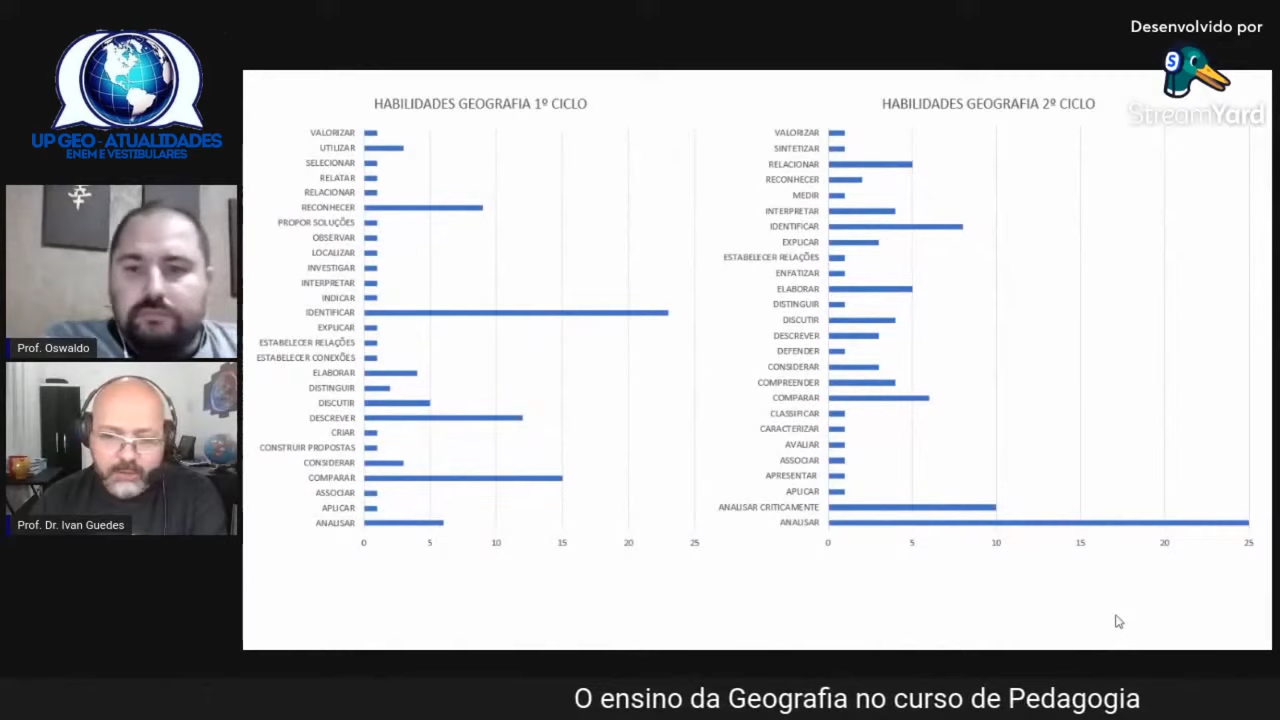 Desenvolvido por
StreamYard
UP GEO - ATUALIDADES
ENEM E VESTIBULARES
Prof. Oswaldo
Prof. Dr. Ivan Guedes
HABILIDADES GEOGRAFIA 1º CICLO
VALORIZAR
UTILIZAR
SELECIONAR
RELATAR
RELACIONAR
RECONHECER
PROPOR SOLUÇÕES
OBSERVAR
LOCALIZAR
INVESTIGAR
INTERPRETAR
INDICAR
IDENTIFICAR
EXPLICAR
ESTABELECER RELAÇÕES
ESTABELECER CONEXÕES
ELABORAR
DISTINGUIR
DISCUTIR
DESCREVER
CRIAR
CONSTRUIR PROPOSTAS
CONSIDERAR
COMPARAR
ASSOCIAR
APLICAR
ANALISAR
0 5 10 15 20 25
HABILIDADES GEOGRAFIA 2º CICLO
VALORIZAR
SINTETIZAR
RELACIONAR
RECONHECER
MEDIR
INTERPRETAR
IDENTIFICAR
EXPLICAR
ESTABELECER RELAÇÕES
ENFATIZAR
ELABORAR
DISTINGUIR
DISCUTIR
DESCREVER
DEFENDER
CONSIDERAR
COMPREENDER
COMPARAR
CLASSIFICAR
CARACTERIZAR
AVALIAR
ASSOCIAR
APRESENTAR
APLICAR
ANALISAR CRITICAMENTE
ANALISAR
0 5 10 15 20 25
O ensino da Geografia no curso de Pedagogia